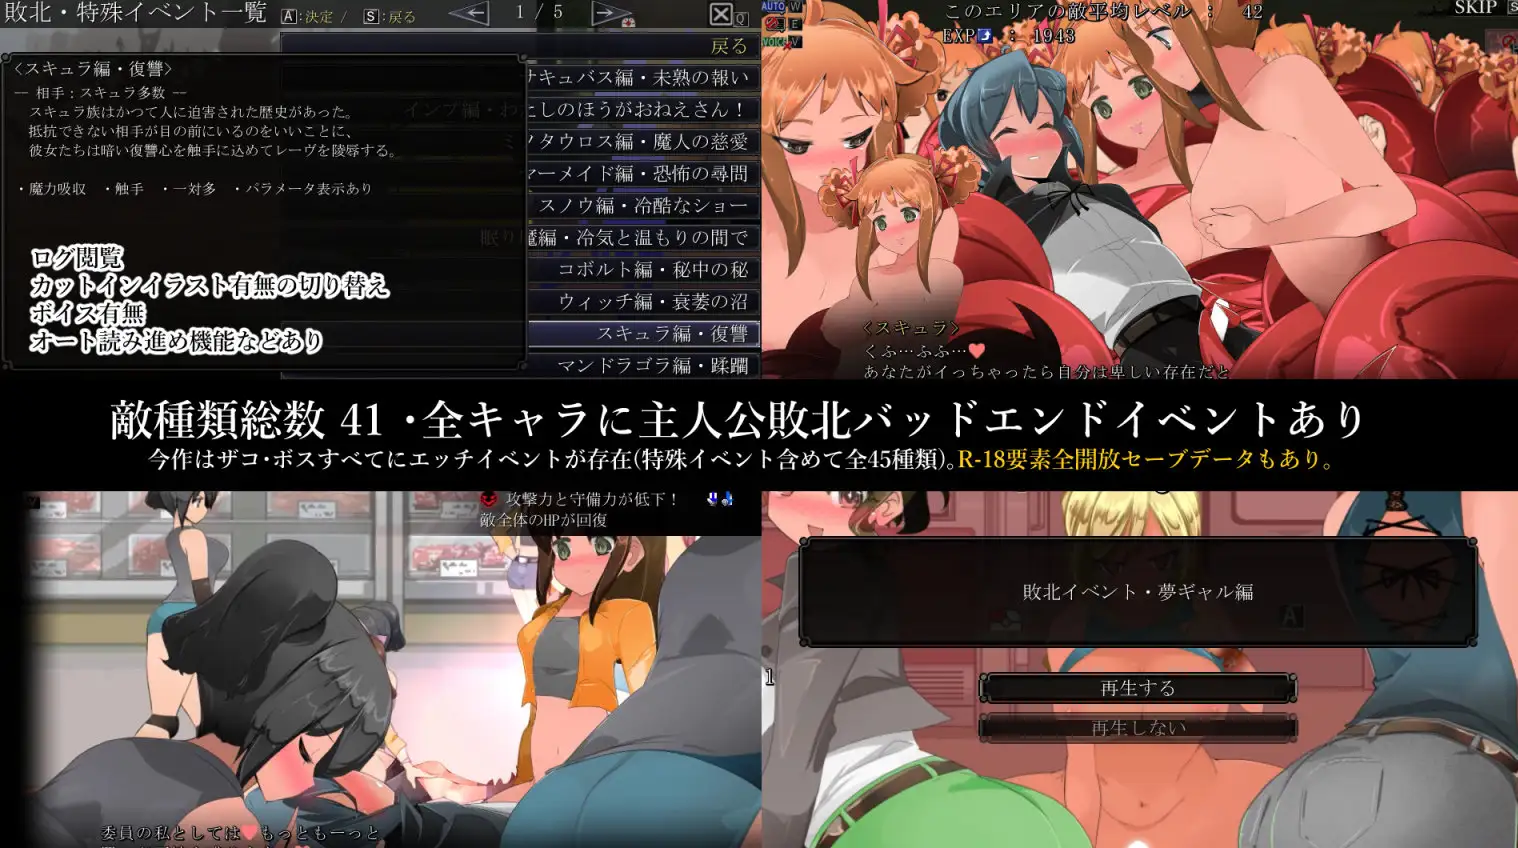 敗北・特殊イベント一覧 A:決定 / S:戻る 1 / 5
Q
戻る
<スキュラ編・復讐>
-- 相手：スキュラ多数 --
スキュラ族はかつて人に迫害された歴史があった。
抵抗できない相手が目の前にいるのをいいことに、
彼女たちは暗い復讐心を触手に込めてレーヴを陵辱する。
・魔力吸収 ・触手 ・一対多 ・パラメータ表示あり
ログ閲覧
カットインイラスト有無の切り替え
ボイス有無
オート読み進め機能などあり
サキュバス編・未熟の報い
インプ編・わたしのほうがおねえさん！
ミノタウロス編・魔人の慈愛
マーメイド編・恐怖の尋問
スノウ編・冷酷なショー
眠り魔編・冷気と温もりの間で
コボルト編・秘中の秘
ウィッチ編・衰萎の沼
スキュラ編・復讐
マンドラゴラ編・蹂躙
AUTO W
E
VOICE V
このエリアの敵平均レベル ： 42
EXP ： 1943
SKIP S
<スキュラ>
くふ…ふふ…♥
あなたがイっちゃったら自分は卑しい存在だと
敵種類総数 41 ・全キャラに主人公敗北バッドエンドイベントあり
今作はザコ・ボスすべてにエッチイベントが存在(特殊イベント含めて全45種類)。R-18要素全開放セーブデータもあり。
攻撃力と守備力が低下！
敵全体のHPが回復
委員の私としては♥もっともーっと
敗北イベント・夢ギャル編
A
1
再生する
再生しない